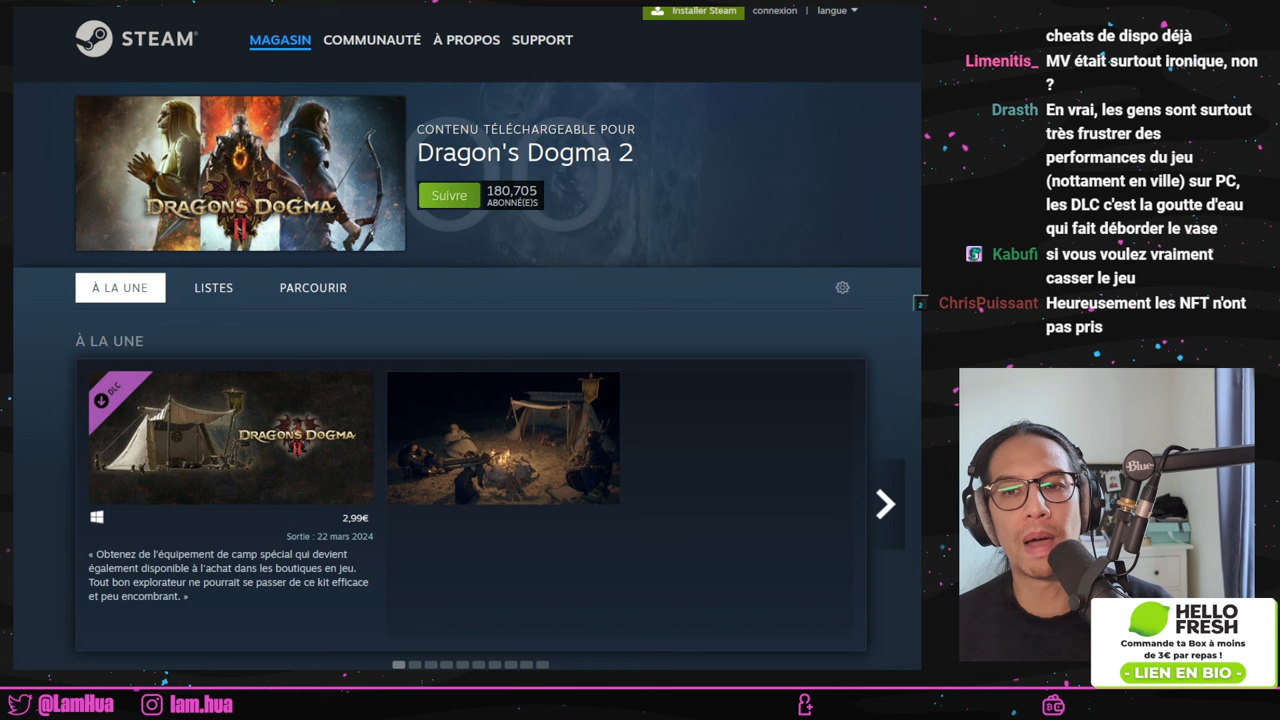 Installer Steam
connexion | langue
STEAM
MAGASIN COMMUNAUTÉ À PROPOS SUPPORT
DRAGON'S DOGMA
II
CONTENU TÉLÉCHARGEABLE POUR
Dragon's Dogma 2
Suivre
180,705
ABONNÉ(E)S
À LA UNE LISTES PARCOURIR
À LA UNE
DLC
DRAGON'S DOGMA
II
2,99€
Sortie : 22 mars 2024
« Obtenez de l'équipement de camp spécial qui devient
également disponible à l'achat dans les boutiques en jeu.
Tout bon explorateur ne pourrait se passer de ce kit efficace
et peu encombrant. »
cheats de dispo déjà
Limenitis_ MV était surtout ironique, non
?
Drasth En vrai, les gens sont surtout
très frustrer des
performances du jeu
(nottament en ville) sur PC,
les DLC c'est la goutte d'eau
qui fait déborder le vase
Kabufi si vous voulez vraiment
casser le jeu
2 ChrisPuissant Heureusement les NFT n'ont
pas pris
Blue
HELLO
FRESH
Commande ta Box à moins
de 3€ par repas !
- LIEN EN BIO -
@LamHua lam.hua